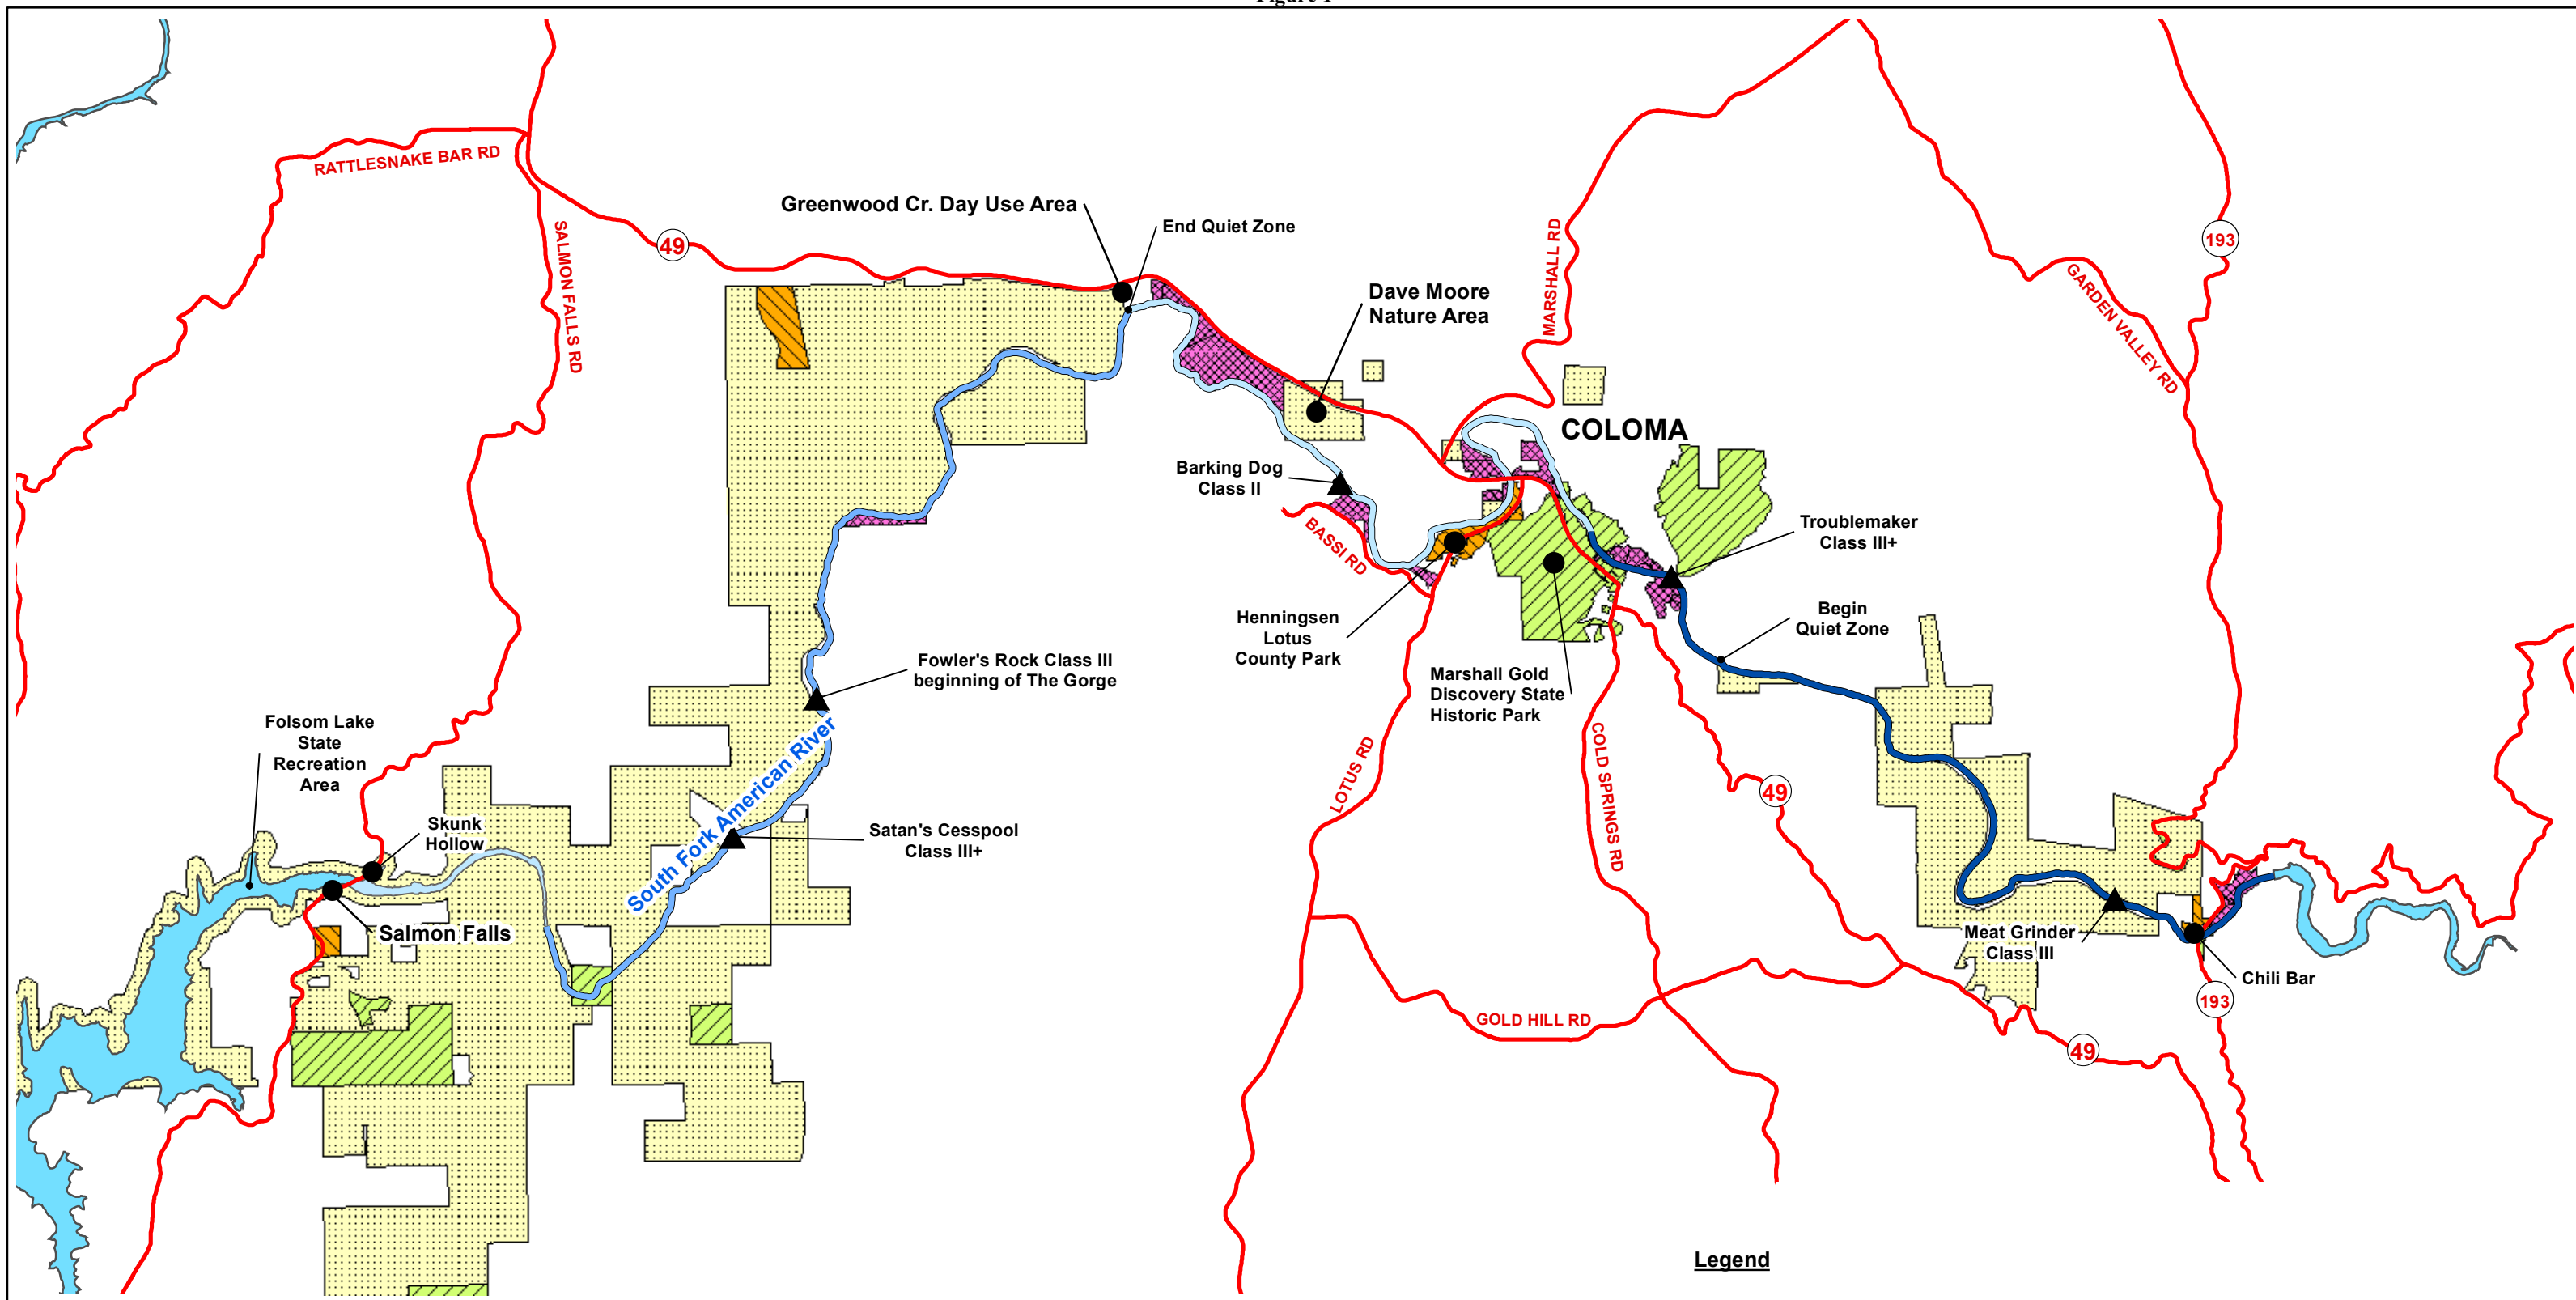 Figure 1
RATTLESNAKE BAR RD
SALMON FALLS RD
49
Greenwood Cr. Day Use Area
End Quiet Zone
Dave Moore
Nature Area
MARSHALL RD
193
GARDEN VALLEY RD
COLOMA
Barking Dog
Class II
BASSI RD
Troublemaker
Class III+
Henningsen
Lotus
County Park
Begin
Quiet Zone
Marshall Gold
Discovery State
Historic Park
Fowler's Rock Class III
beginning of The Gorge
Folsom Lake
State
Recreation
Area
South Fork American River
LOTUS RD
COLD SPRINGS RD
49
Skunk
Hollow
Satan's Cesspool
Class III+
Salmon Falls
Meat Grinder
Class III
Chili Bar
193
GOLD HILL RD
49
Legend